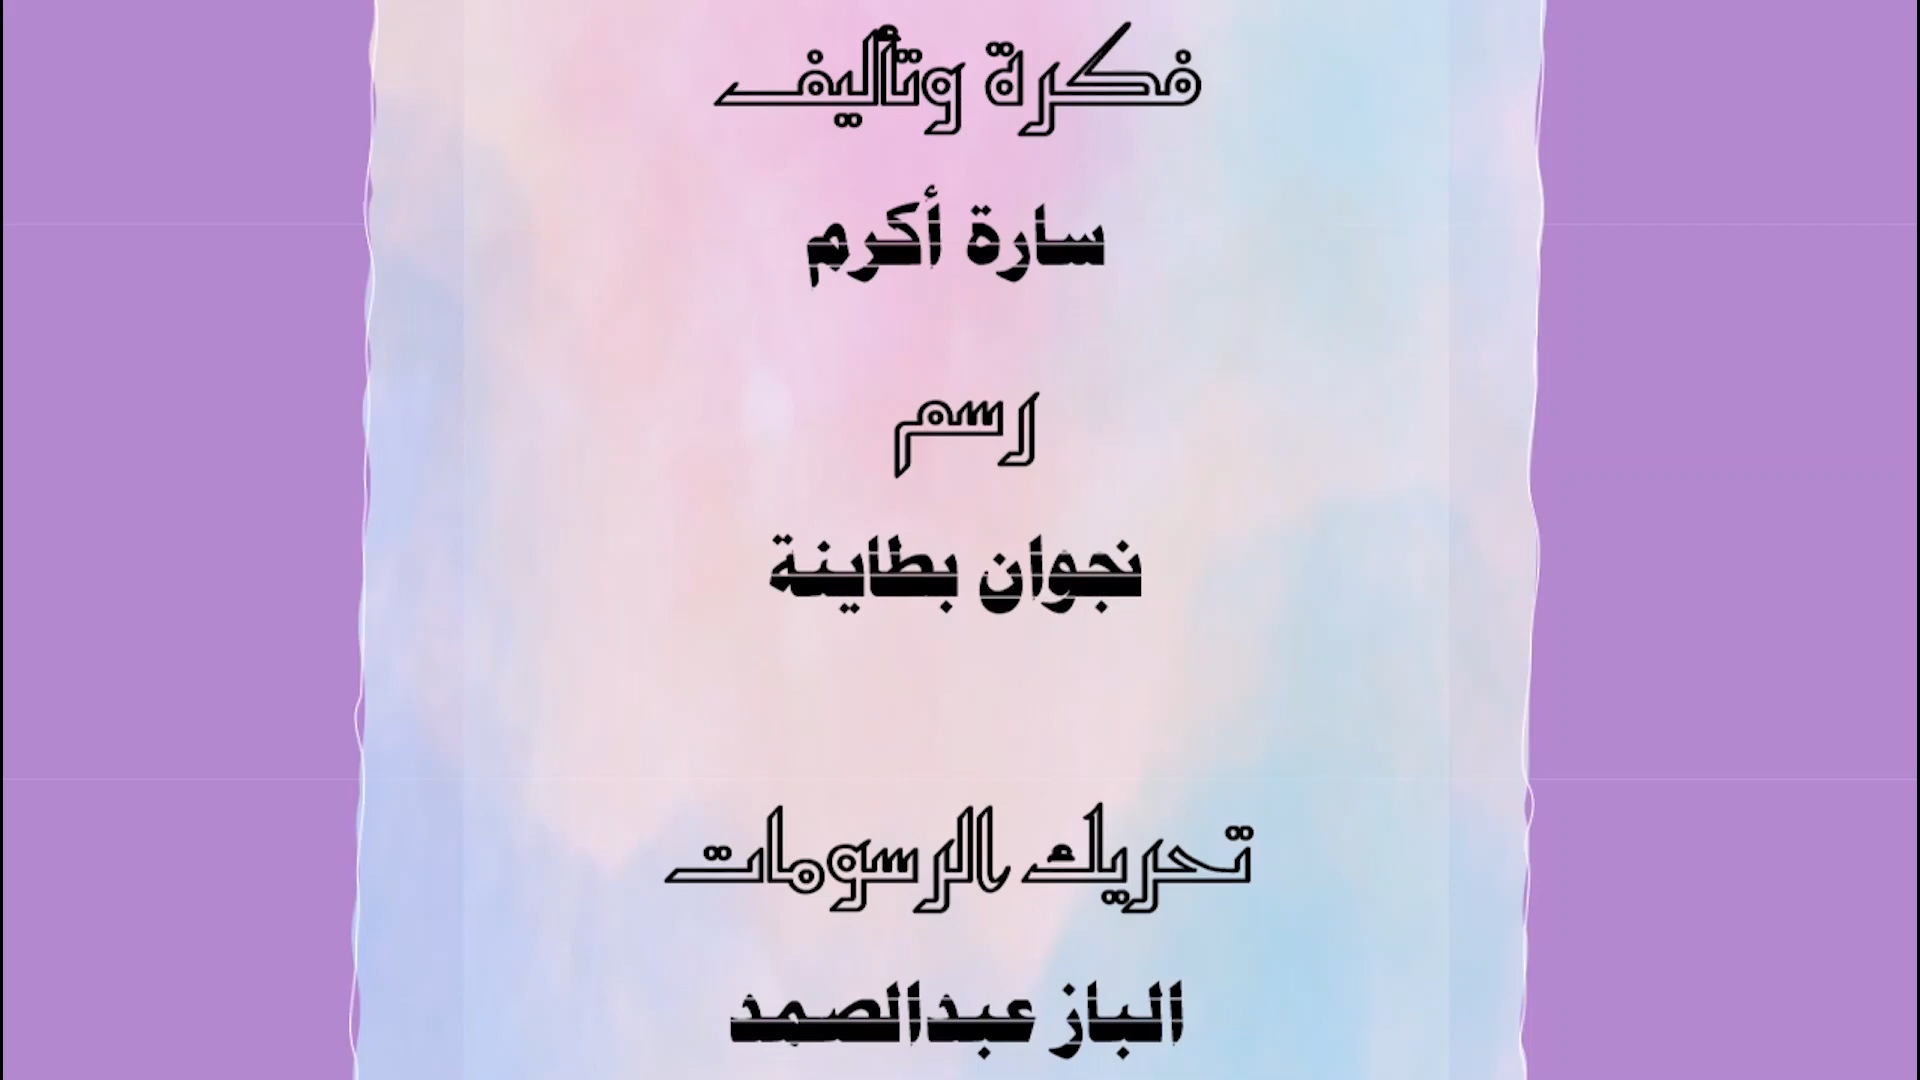 فكرة وتأليف
سارة أكرم
رسم
نجوان بطاينة
تحريك الرسومات
الباز عبدالصمد